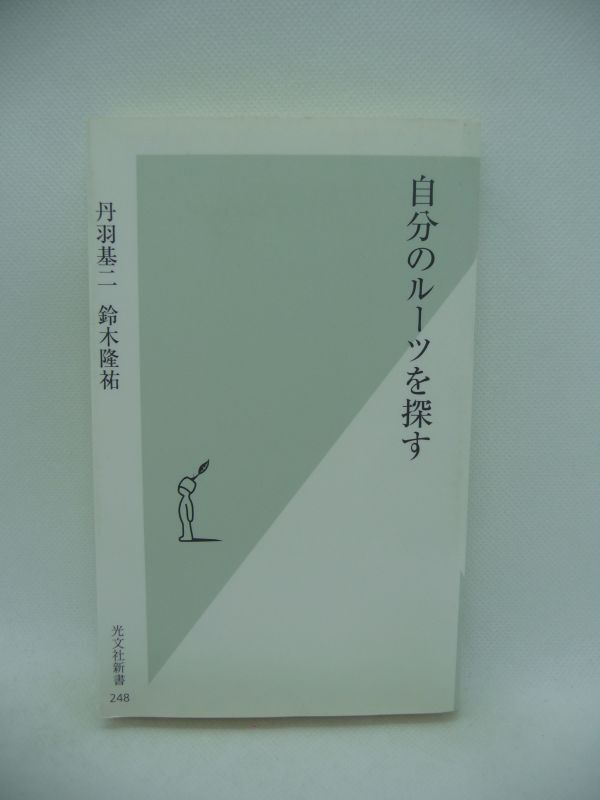 自分のルーツを探す
丹羽基二 鈴木隆祐
光文社新書
248